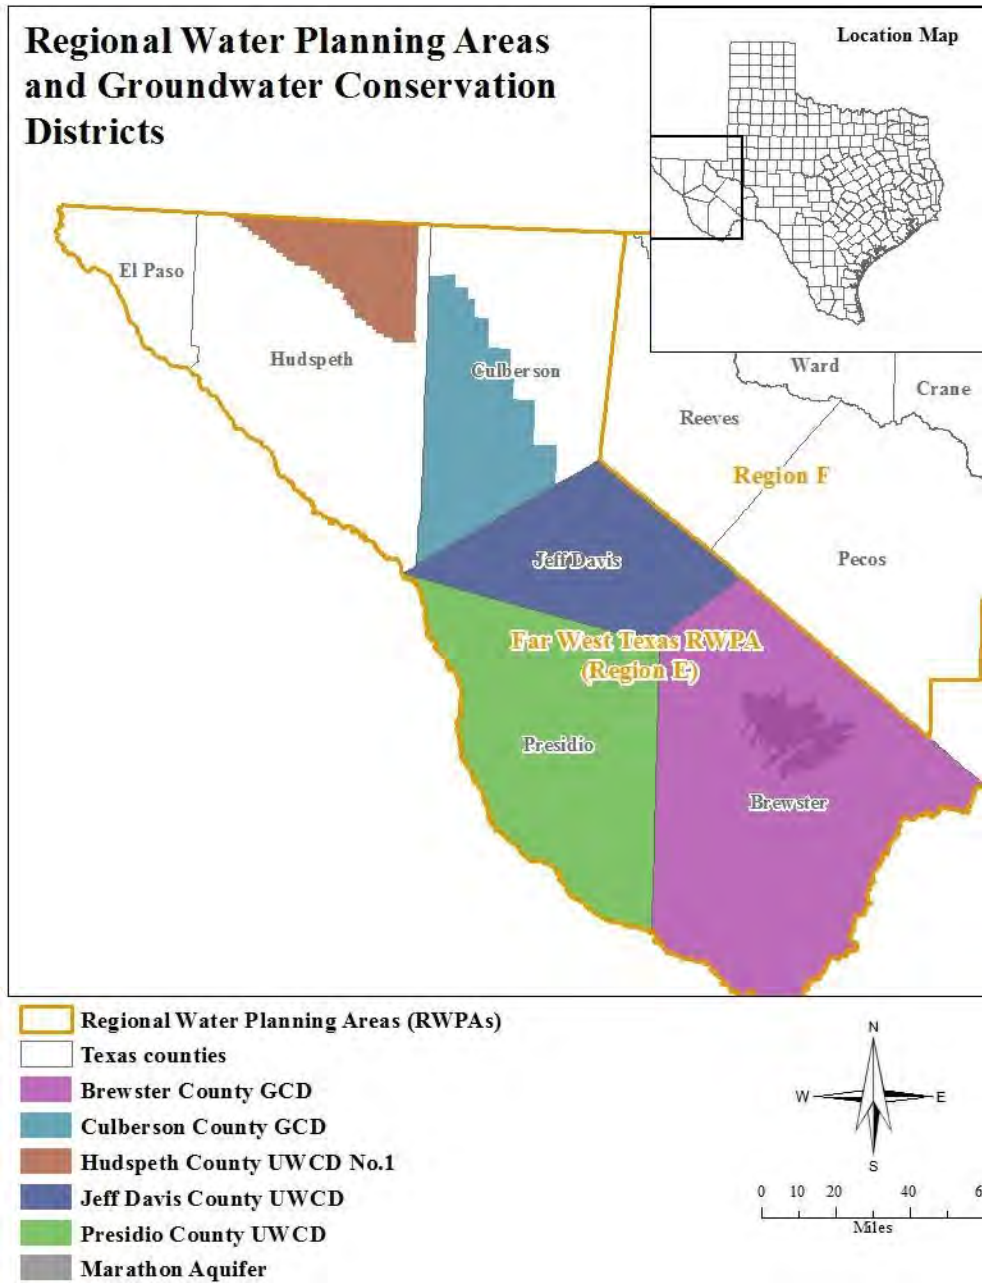 Regional Water Planning Areas
and Groundwater Conservation
Districts
Location Map
El Paso
Hudspeth
Culberson
Ward
Crane
Reeves
Region F
Jeff Davis
Pecos
Far West Texas RWPA
(Region E)
Presidio
Brewster
Regional Water Planning Areas (RWPAs)
Texas counties
Brewster County GCD
Culberson County GCD
Hudspeth County UWCD No.1
Jeff Davis County UWCD
Presidio County UWCD
Marathon Aquifer
N
W E
S
0 10 20 40
Miles